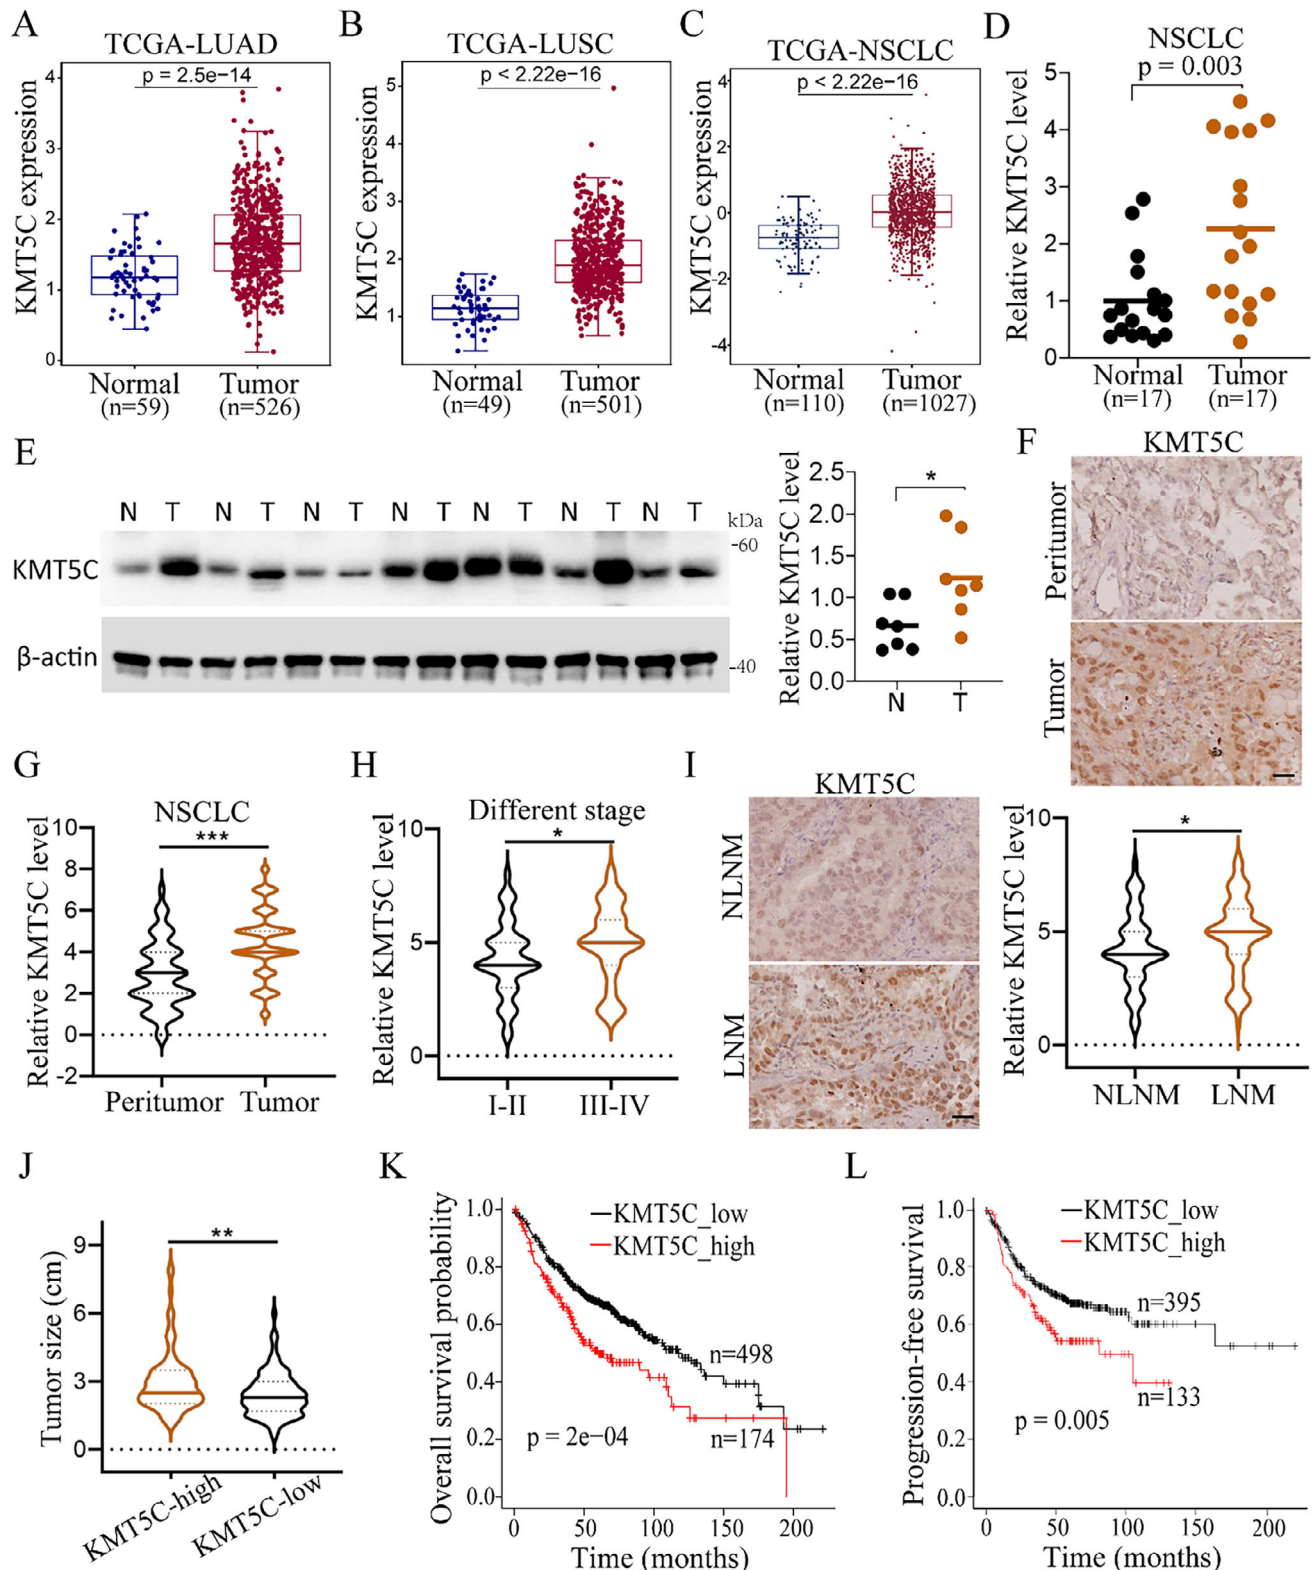 A
TCGA-LUAD
p = 2.5e−14
KMT5C expression
4
3
2
1
0
Normal
(n=59)
Tumor
(n=526)
B
TCGA-LUSC
p < 2.22e−16
KMT5C expression
5
4
3
2
1
Normal
(n=49)
Tumor
(n=501)
C
TCGA-NSCLC
p < 2.22e−16
KMT5C expression
4
2
0
-2
-4
Normal
(n=110)
Tumor
(n=1027)
D
NSCLC
p = 0.003
Relative KMT5C level
5
4
3
2
1
0
Normal
(n=17)
Tumor
(n=17)
E
N T N T N T N T N T N T N T
kDa
-60
KMT5C
β-actin
-40
Relative KMT5C level
2.5
2.0
1.5
1.0
0.5
0.0
*
N T
F
KMT5C
Peritumor
Tumor
G
NSCLC
***
Relative KMT5C level
10
8
6
4
2
0
-2
Peritumor Tumor
H
Different stage
*
Relative KMT5C level
10
5
0
I-II III-IV
I
KMT5C
NLNM
LNM
Relative KMT5C level
10
5
0
*
NLNM LNM
J
**
Tumor size (cm)
9
6
3
0
KMT5C-high
KMT5C-low
K
Overall survival probability
1.0
0.8
0.6
0.4
0.2
0.0
KMT5C_low
KMT5C_high
n=498
n=174
p = 2e−04
0 50 100 150 200
Time (months)
L
Progression-free survival
1.0
0.8
0.6
0.4
0.2
0.0
KMT5C_low
KMT5C_high
n=395
n=133
p = 0.005
0 50 100 150 200
Time (months)